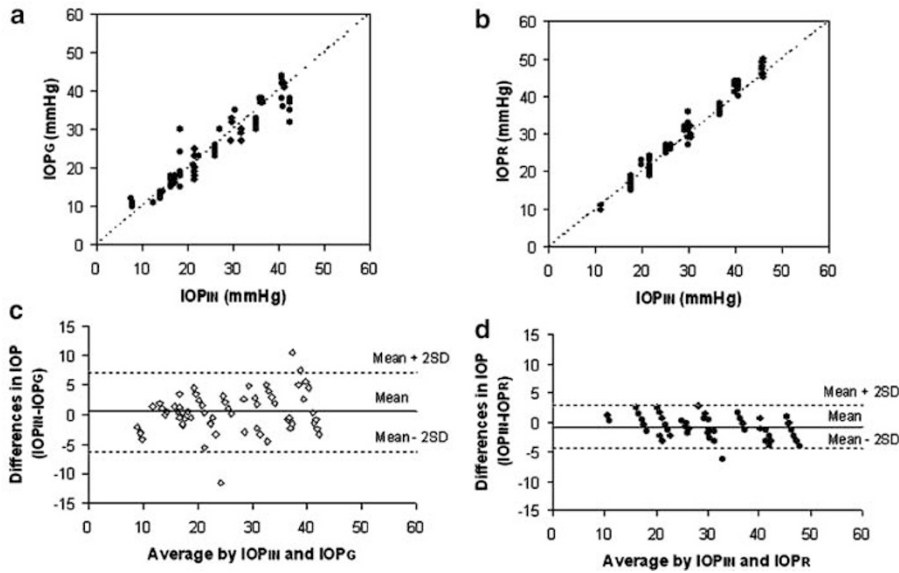 a
60
50
40
30
20
10
0
IOPG (mmHg)
0 10 20 30 40 50 60
IOPIN (mmHg)
b
60
50
40
30
20
10
0
IOPR (mmHg)
0 10 20 30 40 50 60
IOPIN (mmHg)
c
15
10
5
0
-5
-10
-15
Differences in IOP
(IOPIN-IOPG)
Mean + 2SD
Mean
Mean - 2SD
0 10 20 30 40 50 60
Average by IOPIN and IOPG
d
15
10
5
0
-5
-10
-15
Differences in IOP
(IOPIN-IOPR)
Mean + 2SD
Mean
Mean - 2SD
0 10 20 30 40 50 60
Average by IOPIN and IOPR